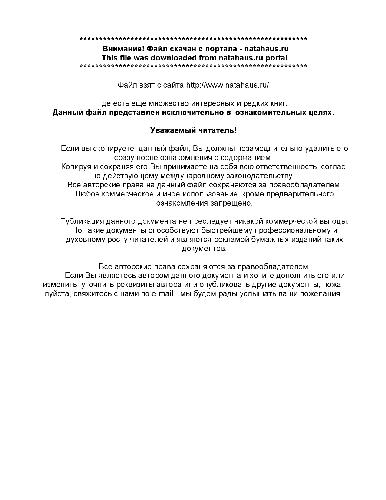 ************************************************************
Внимание! Файл скачан с портала - natahaus.ru
This file was downloaded from natahaus.ru portal
************************************************************
Файл взят с сайта http://www.natahaus.ru/
где есть еще множество интересных и редких книг.
Данный файл представлен исключительно в ознакомительных целях.
Уважаемый читатель!
Если вы скопируете данный файл, Вы должны незамедлительно удалить его
сразу после ознакомления с содержанием.
Копируя и сохраняя его Вы принимаете на себя всю ответственность, соглас-
но действующему международному законодательству.
Все авторские права на данный файл сохраняются за правообладателем.
Любое коммерческое и иное использование кроме предварительного
ознакомления запрещено.
Публикация данного документа не преследует никакой коммерческой выгоды.
Но такие документы способствуют быстрейшему профессиональному и
духовному росту читателей и являются рекламой бумажных изданий таких
документов.
Все авторские права сохраняются за правообладателем.
Если Вы являетесь автором данного документа и хотите дополнить его или
изменить, уточнить реквизиты автора или опубликовать другие документы, пожа-
луйста, свяжитесь с нами по e-mail - мы будем рады услышать ваши пожелания.